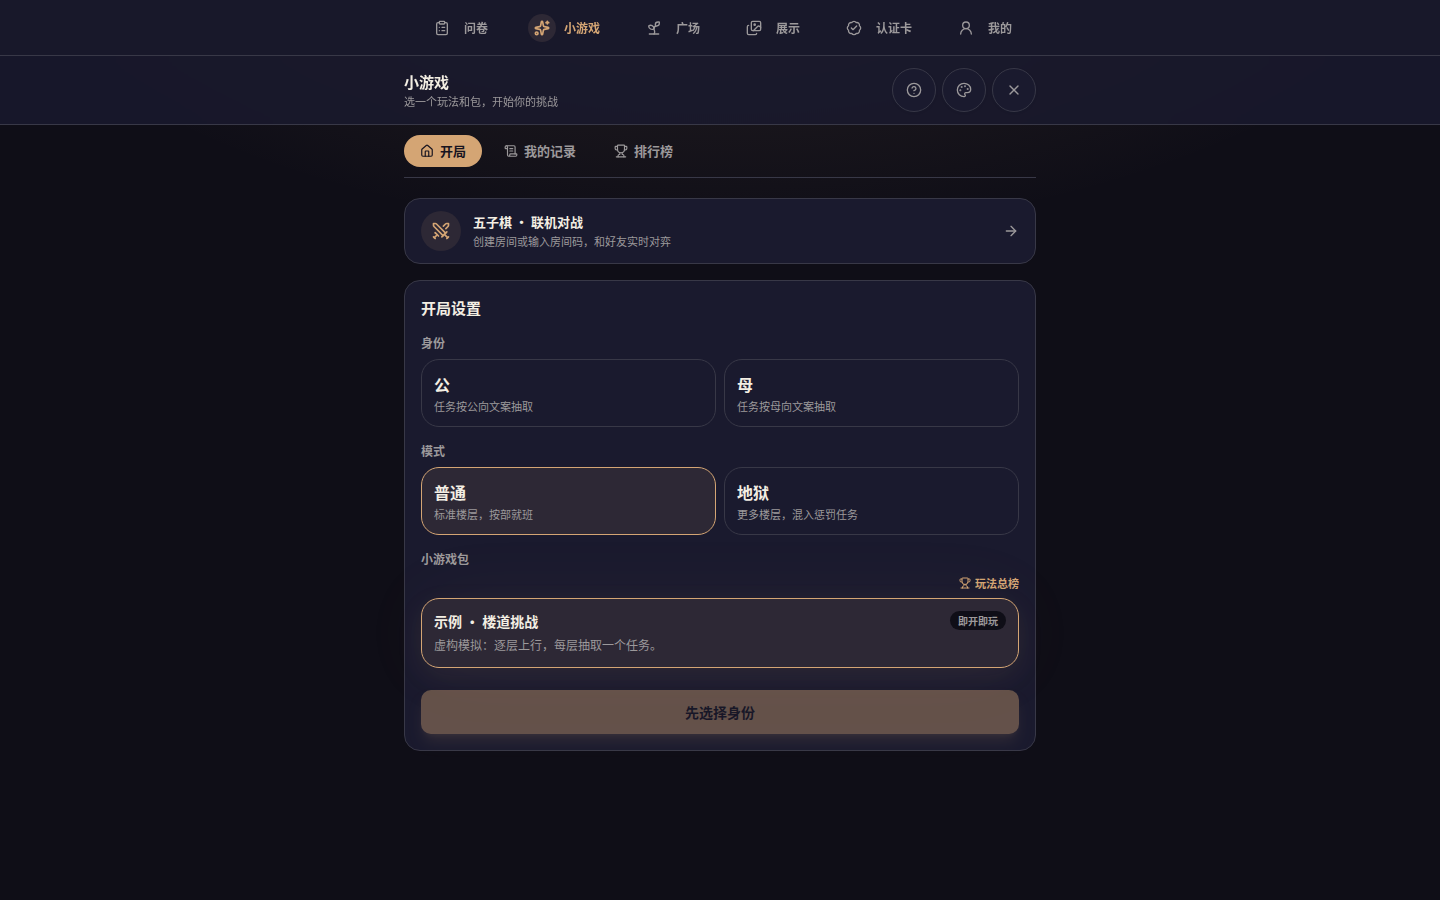 问卷
小游戏
广场
展示
认证卡
我的
小游戏
选一个玩法和包，开始你的挑战
开局
我的记录
排行榜
五子棋 · 联机对战
创建房间或输入房间码，和好友实时对弈
开局设置
身份
公
任务按公向文案抽取
母
任务按母向文案抽取
模式
普通
标准楼层，按部就班
地狱
更多楼层，混入惩罚任务
小游戏包
玩法总榜
示例 · 楼道挑战
即开即玩
虚构模拟：逐层上行，每层抽取一个任务。
先选择身份